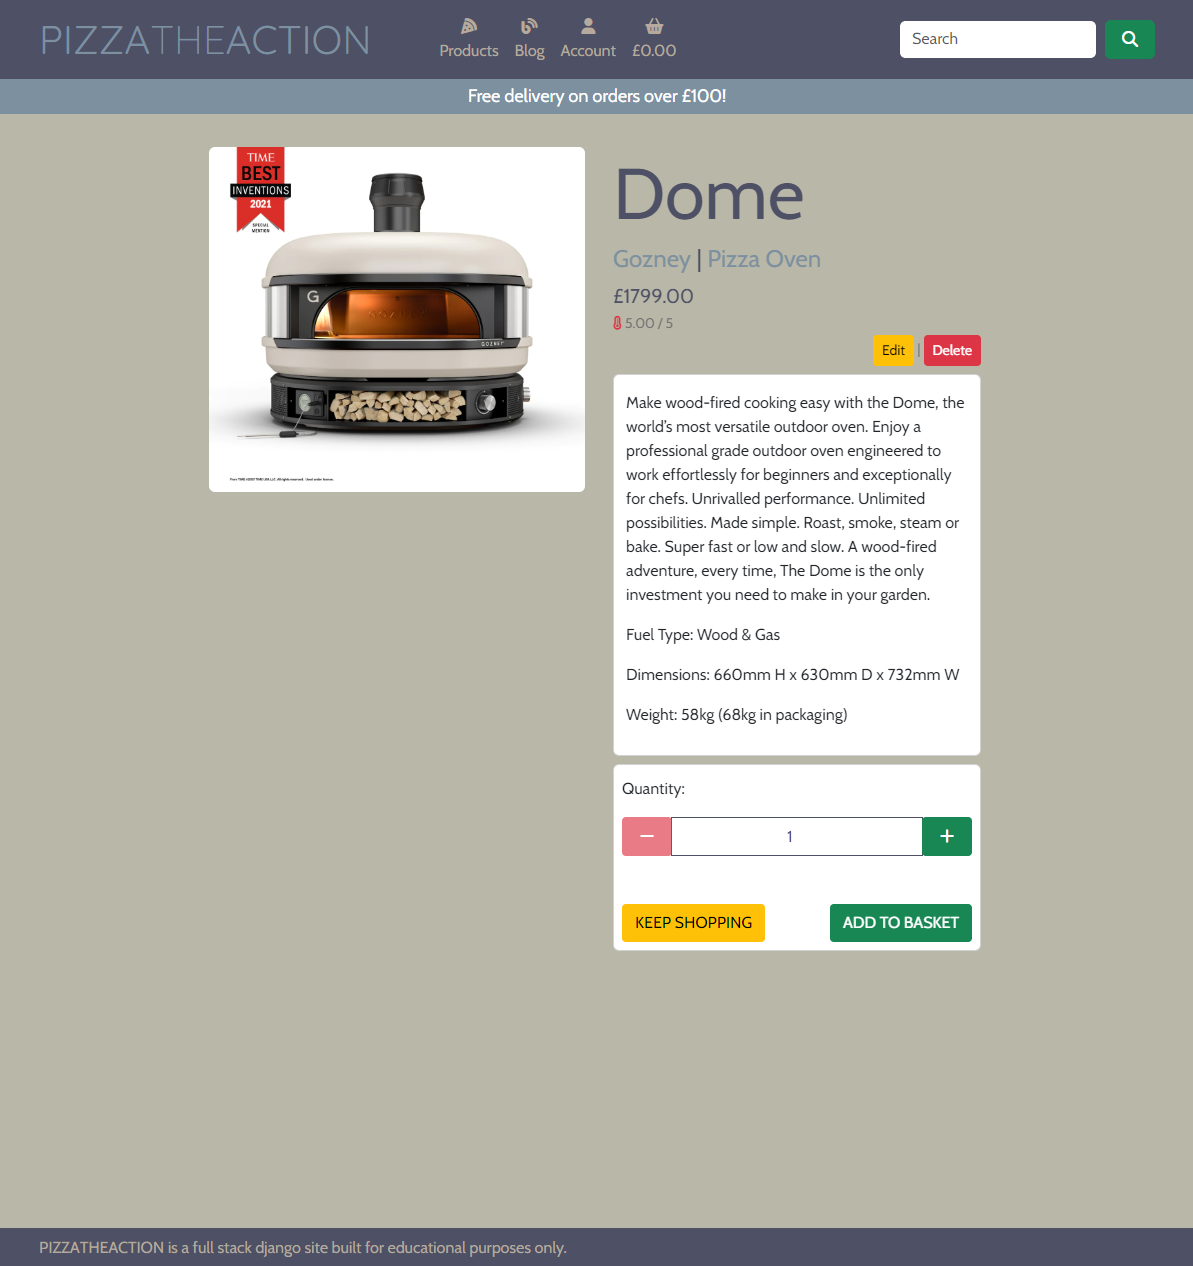 PIZZATHEACTION
Products
Blog
Account
£0.00
Search
Free delivery on orders over £100!
TIME
BEST
INVENTIONS
2021
SPECIAL
MENTION
G
GOZNEY
GOZNEY
Dome
Gozney | Pizza Oven
£1799.00
5.00 / 5
Edit | Delete
Make wood-fired cooking easy with the Dome, the
world's most versatile outdoor oven. Enjoy a
professional grade outdoor oven engineered to
work effortlessly for beginners and exceptionally
for chefs. Unrivalled performance. Unlimited
possibilities. Made simple. Roast, smoke, steam or
bake. Super fast or low and slow. A wood-fired
adventure, every time, The Dome is the only
investment you need to make in your garden.
Fuel Type: Wood & Gas
Dimensions: 660mm H x 630mm D x 732mm W
Weight: 58kg (68kg in packaging)
Quantity:
1
KEEP SHOPPING
ADD TO BASKET
PIZZATHEACTION is a full stack django site built for educational purposes only.